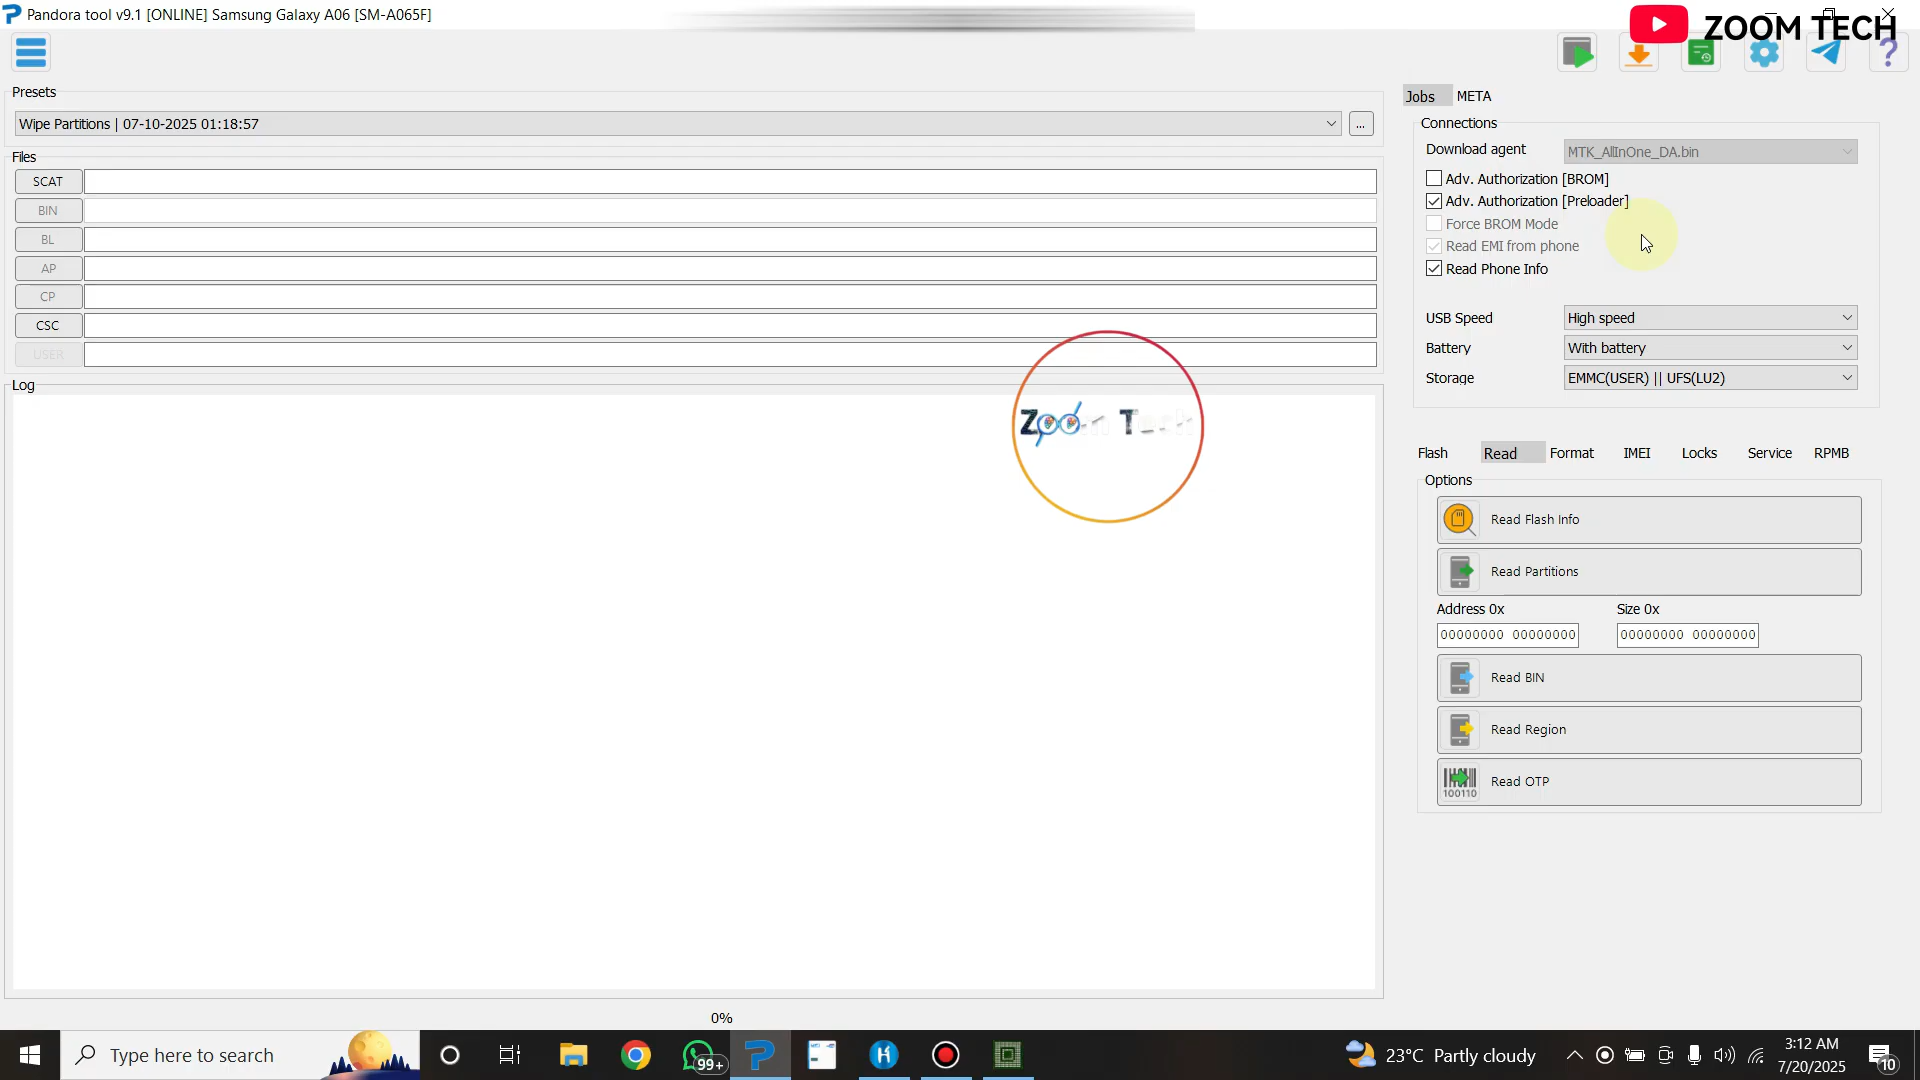 Pandora tool v9.1 [ONLINE] Samsung Galaxy A06 [SM-A065F]
ZOOM TECH
?
Presets
Wipe Partitions | 07-10-2025 01:18:57
...
Files
SCAT
BIN
BL
AP
CP
CSC
USER
Log
Zoom Tech
0%
Jobs META
Connections
Download agent MTK_AllInOne_DA.bin
Adv. Authorization [BROM]
Adv. Authorization [Preloader]
Force BROM Mode
Read EMI from phone
Read Phone Info
USB Speed High speed
Battery With battery
Storage EMMC(USER) || UFS(LU2)
Flash Read Format IMEI Locks Service RPMB
Options
Read Flash Info
Read Partitions
Address 0x Size 0x
00000000 00000000 00000000 00000000
Read BIN
Read Region
100110 Read OTP
Type here to search
99+
23°C Partly cloudy
3:12 AM
7/20/2025
10